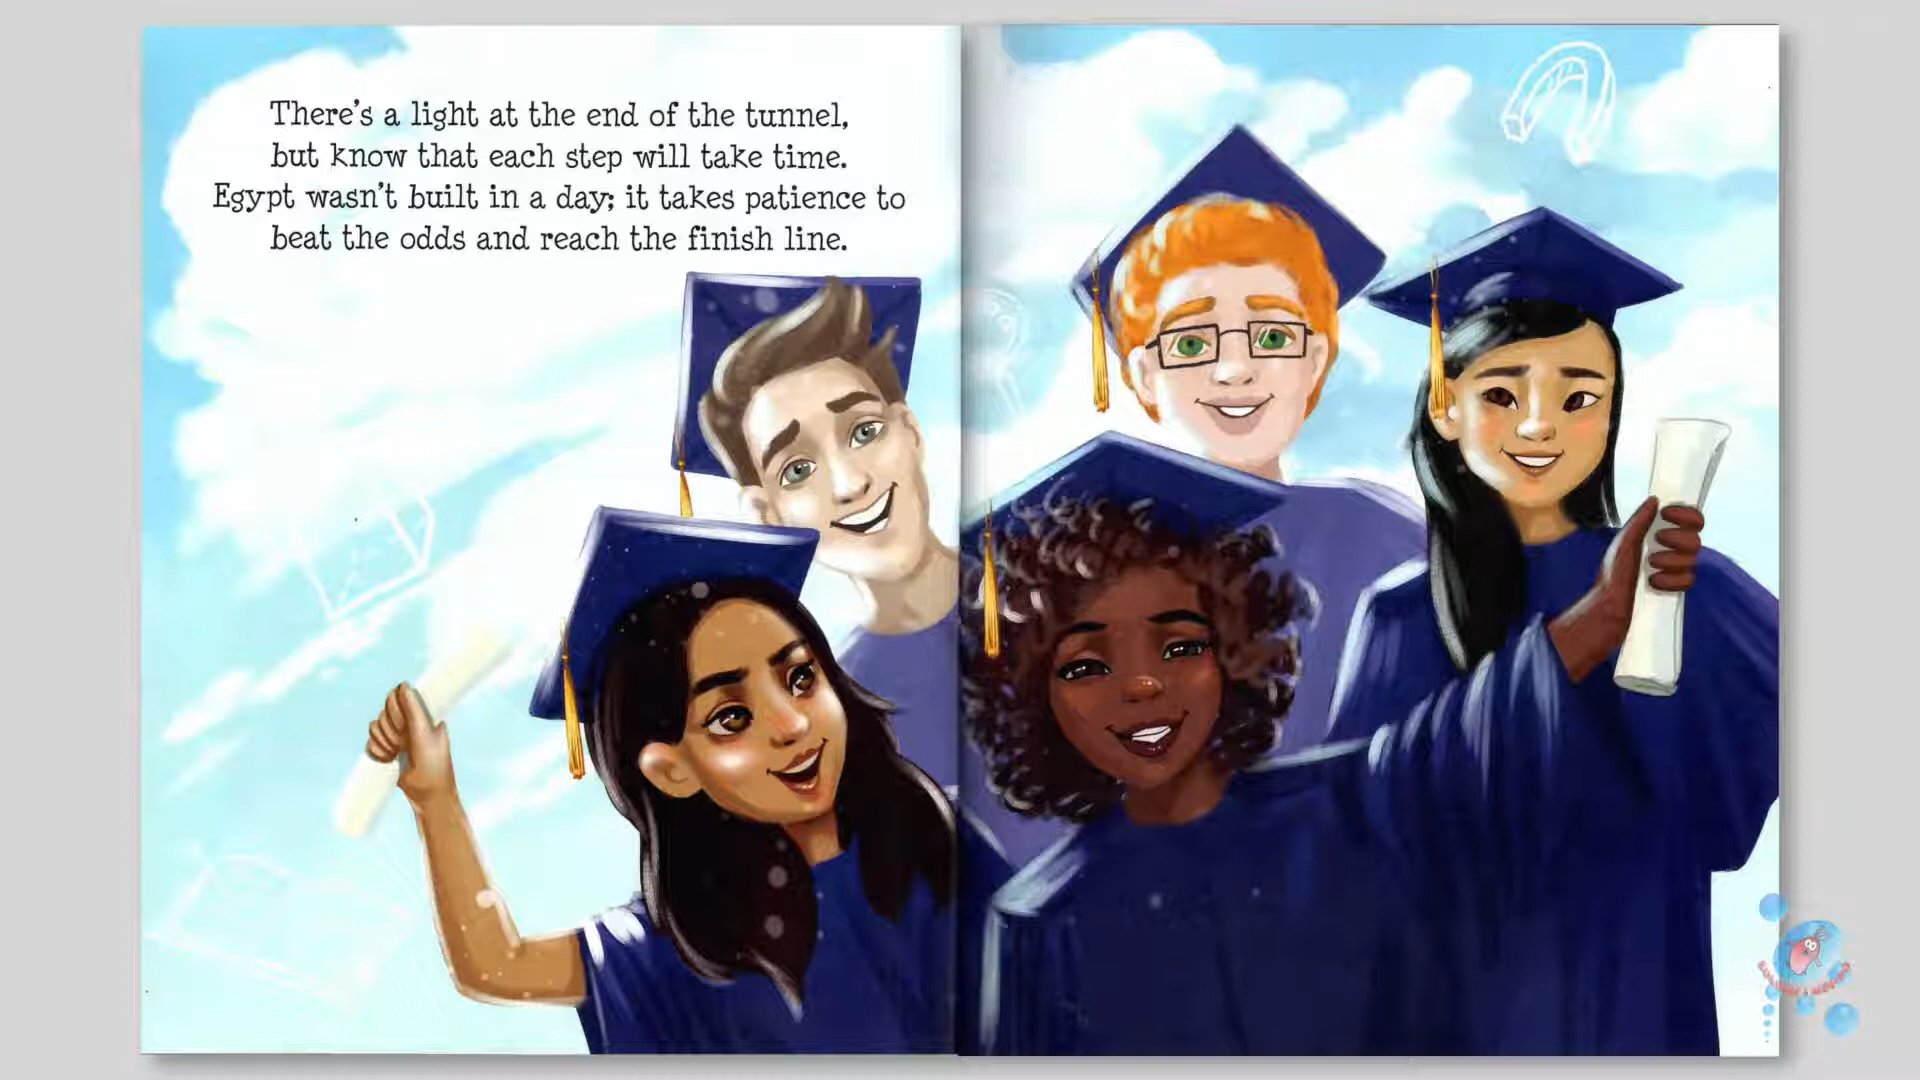 There's a light at the end of the tunnel,
but know that each step will take time.
Egypt wasn't built in a day; it takes patience to
beat the odds and reach the finish line.